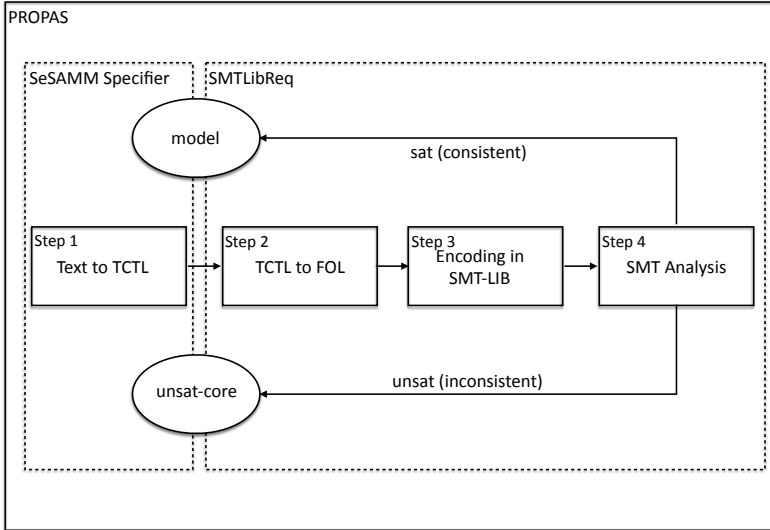 PROPAS
SeSAMM Specifier
SMTLibReq
model
sat (consistent)
Step 1
Text to TCTL
Step 2
TCTL to FOL
Step 3
Encoding in
SMT-LIB
Step 4
SMT Analysis
unsat-core
unsat (inconsistent)